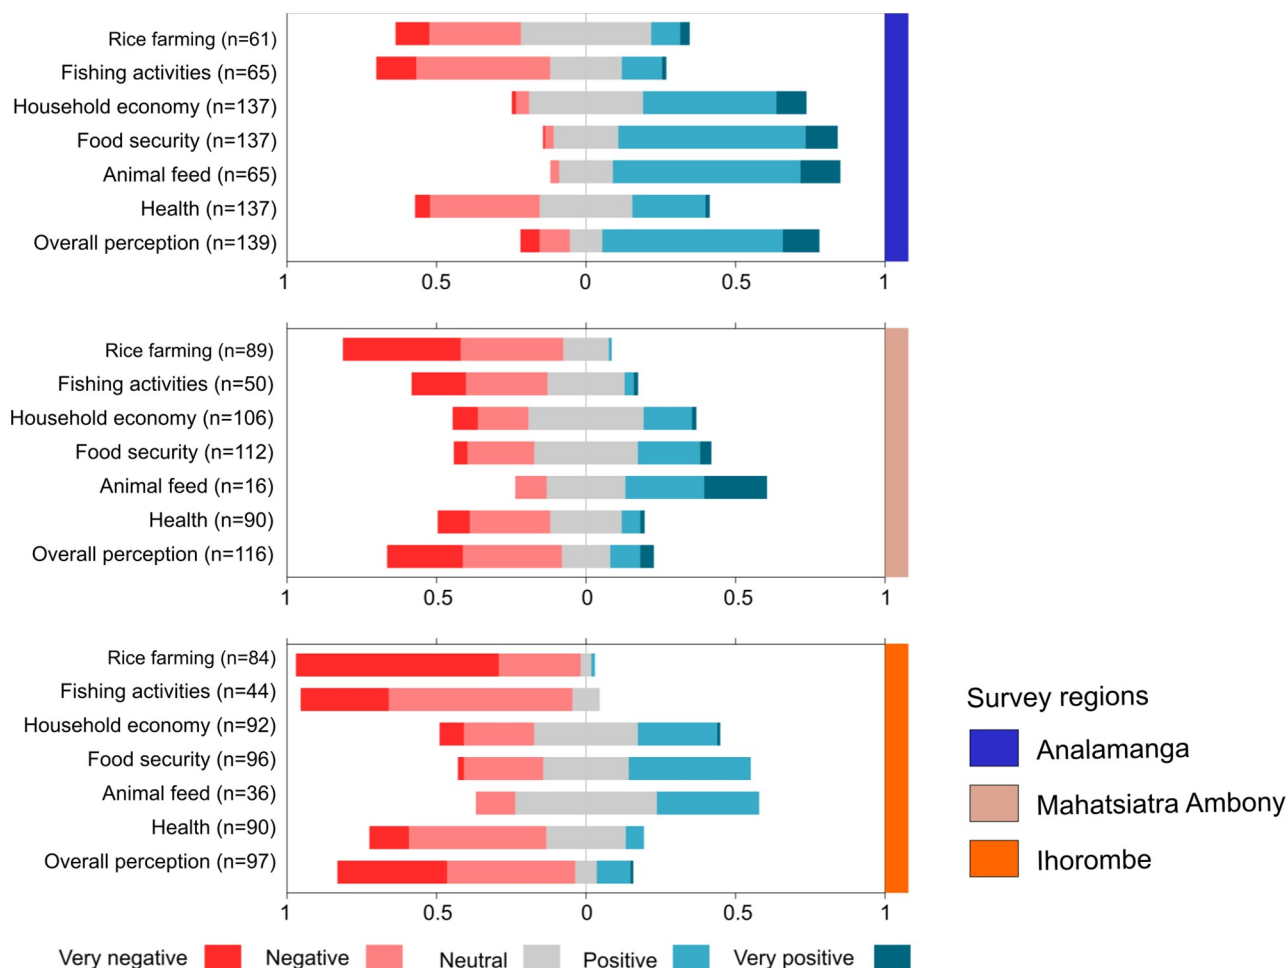 Rice farming (n=61)
Fishing activities (n=65)
Household economy (n=137)
Food security (n=137)
Animal feed (n=65)
Health (n=137)
Overall perception (n=139)
1 0.5 0 0.5 1
Rice farming (n=89)
Fishing activities (n=50)
Household economy (n=106)
Food security (n=112)
Animal feed (n=16)
Health (n=90)
Overall perception (n=116)
1 0.5 0 0.5 1
Rice farming (n=84)
Fishing activities (n=44)
Household economy (n=92)
Food security (n=96)
Animal feed (n=36)
Health (n=90)
Overall perception (n=97)
1 0.5 0 0.5 1
Survey regions
Analamanga
Mahatsiatra Ambony
Ihorombe
Very negative Negative Neutral Positive Very positive